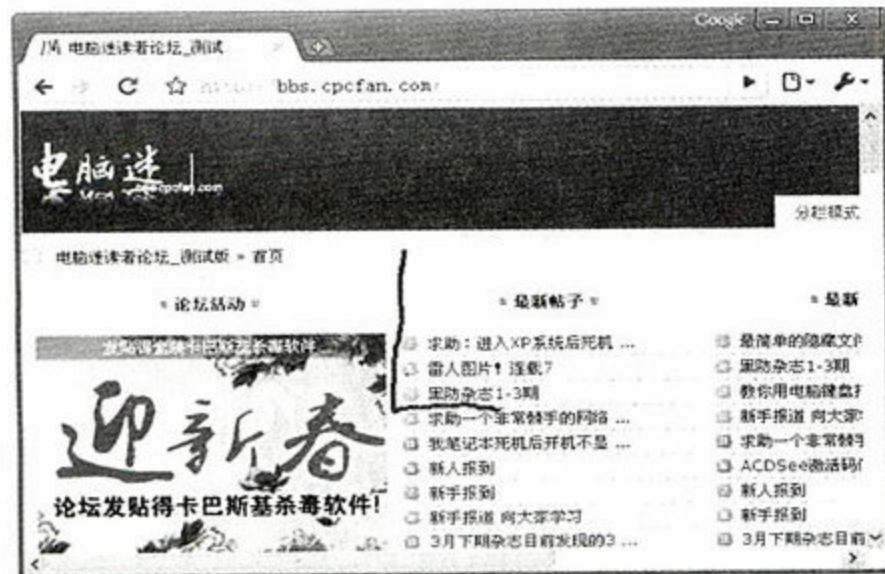 Google
电脑迷读者论坛_测试
bbs.cpcfan.com/
电脑迷
分栏模式
电脑迷读者论坛_测试版 » 首页
论坛活动
最新帖子
最新
迎新春
论坛发贴得卡巴斯基杀毒软件!
求助：进入XP系统后死机 ...
雷人图片! 连载7
黑防杂志1-3期
求助一个非常棘手的网络 ...
我笔记本死机后开机不显 ...
新人报到
新手报到
新手报道 向大家学习
3月下期杂志目前发现的3 ...
最简单的隐藏文件
黑防杂志1-3期
教你用电脑键盘打
新手报道 向大家
求助一个非常棘手
ACDSee激活码
新人报到
新手报到
3月下期杂志目前